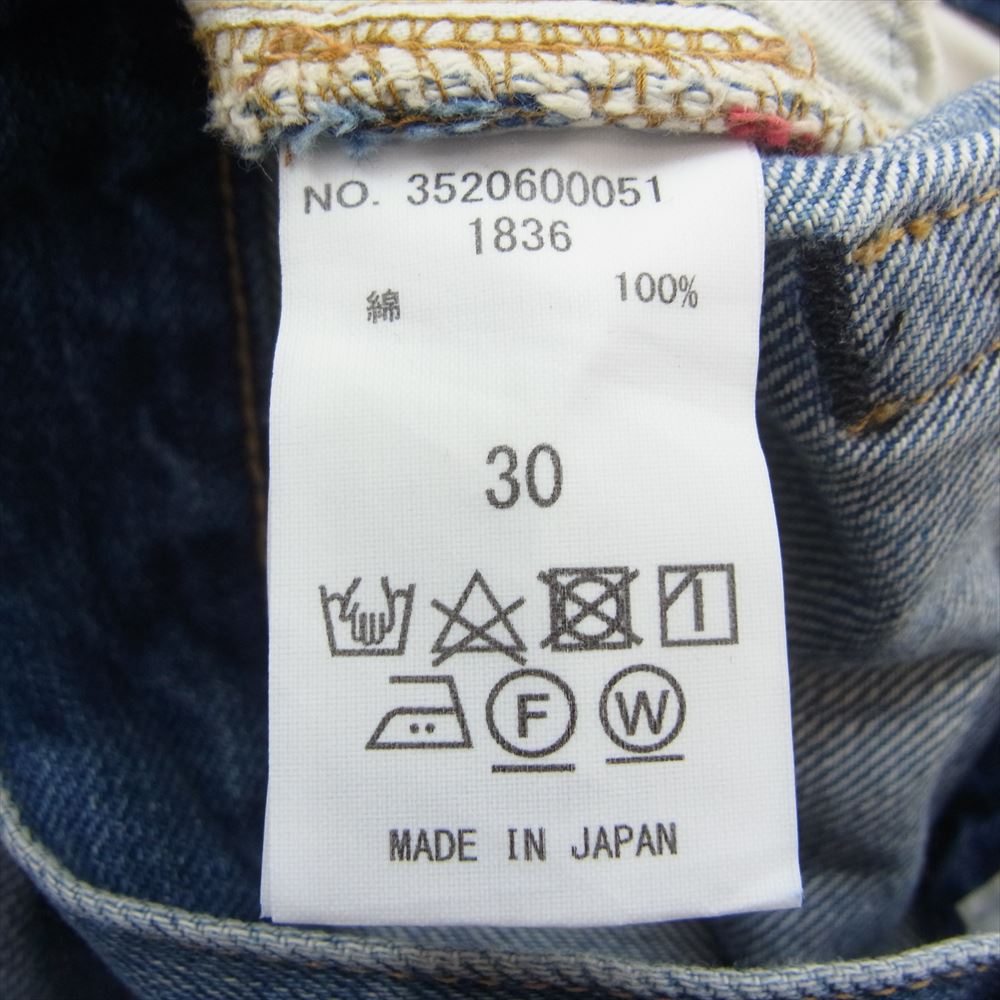 NO. 3520600051
1836
綿 100%
30
F W
MADE IN JAPAN